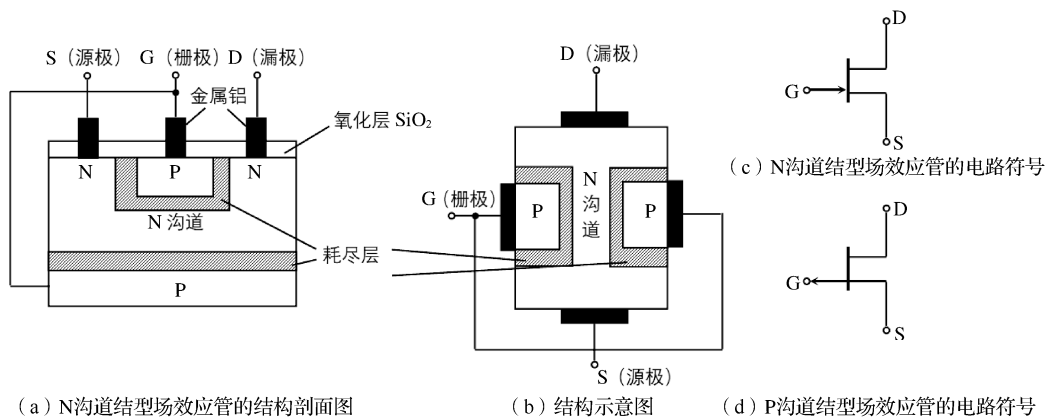 S（源极） G（栅极） D（漏极）
金属铝
氧化层 SiO₂
N P N
N 沟道
耗尽层
P
（a）N沟道结型场效应管的结构剖面图
D（漏极）
G（栅极）
P
N
沟
道
P
S（源极）
（b）结构示意图
D
G
S
（c）N沟道结型场效应管的电路符号
D
G
S
（d）P沟道结型场效应管的电路符号